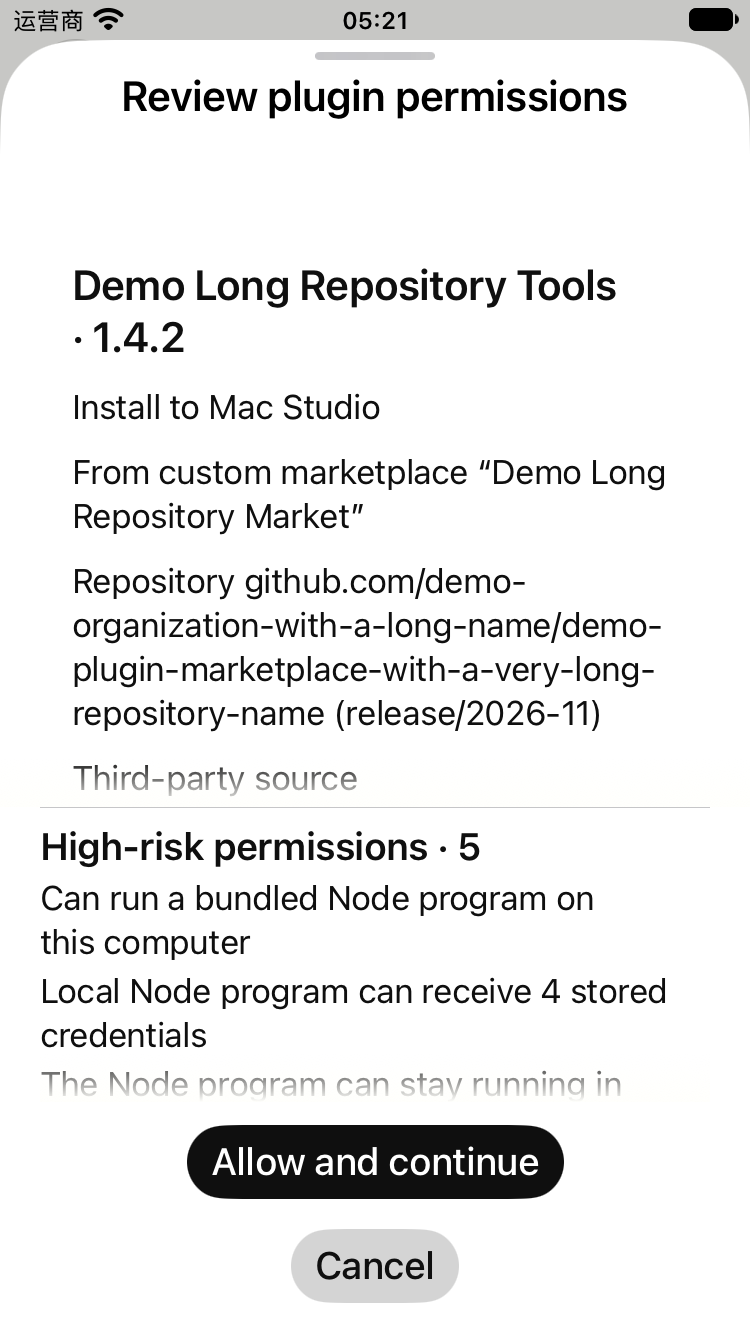 运营商
05:21
Review plugin permissions
Demo Long Repository Tools
· 1.4.2
Install to Mac Studio
From custom marketplace “Demo Long
Repository Market”
Repository github.com/demo-
organization-with-a-long-name/demo-
plugin-marketplace-with-a-very-long-
repository-name (release/2026-11)
Third-party source
High-risk permissions · 5
Can run a bundled Node program on
this computer
Local Node program can receive 4 stored
credentials
The Node program can stay running in
Allow and continue
Cancel